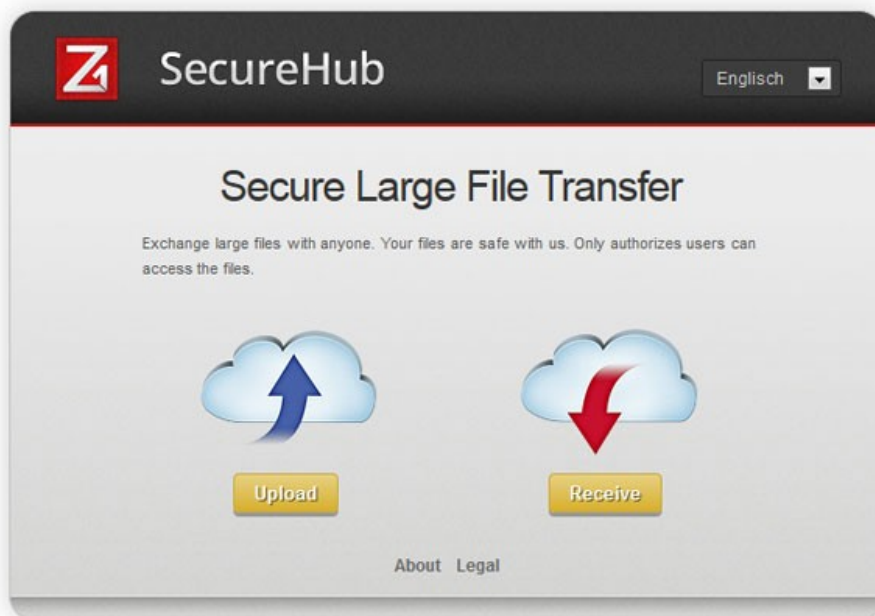 Z1 SecureHub
Englisch
Secure Large File Transfer
Exchange large files with anyone. Your files are safe with us. Only authorizes users can
access the files.
Upload
Receive
About Legal